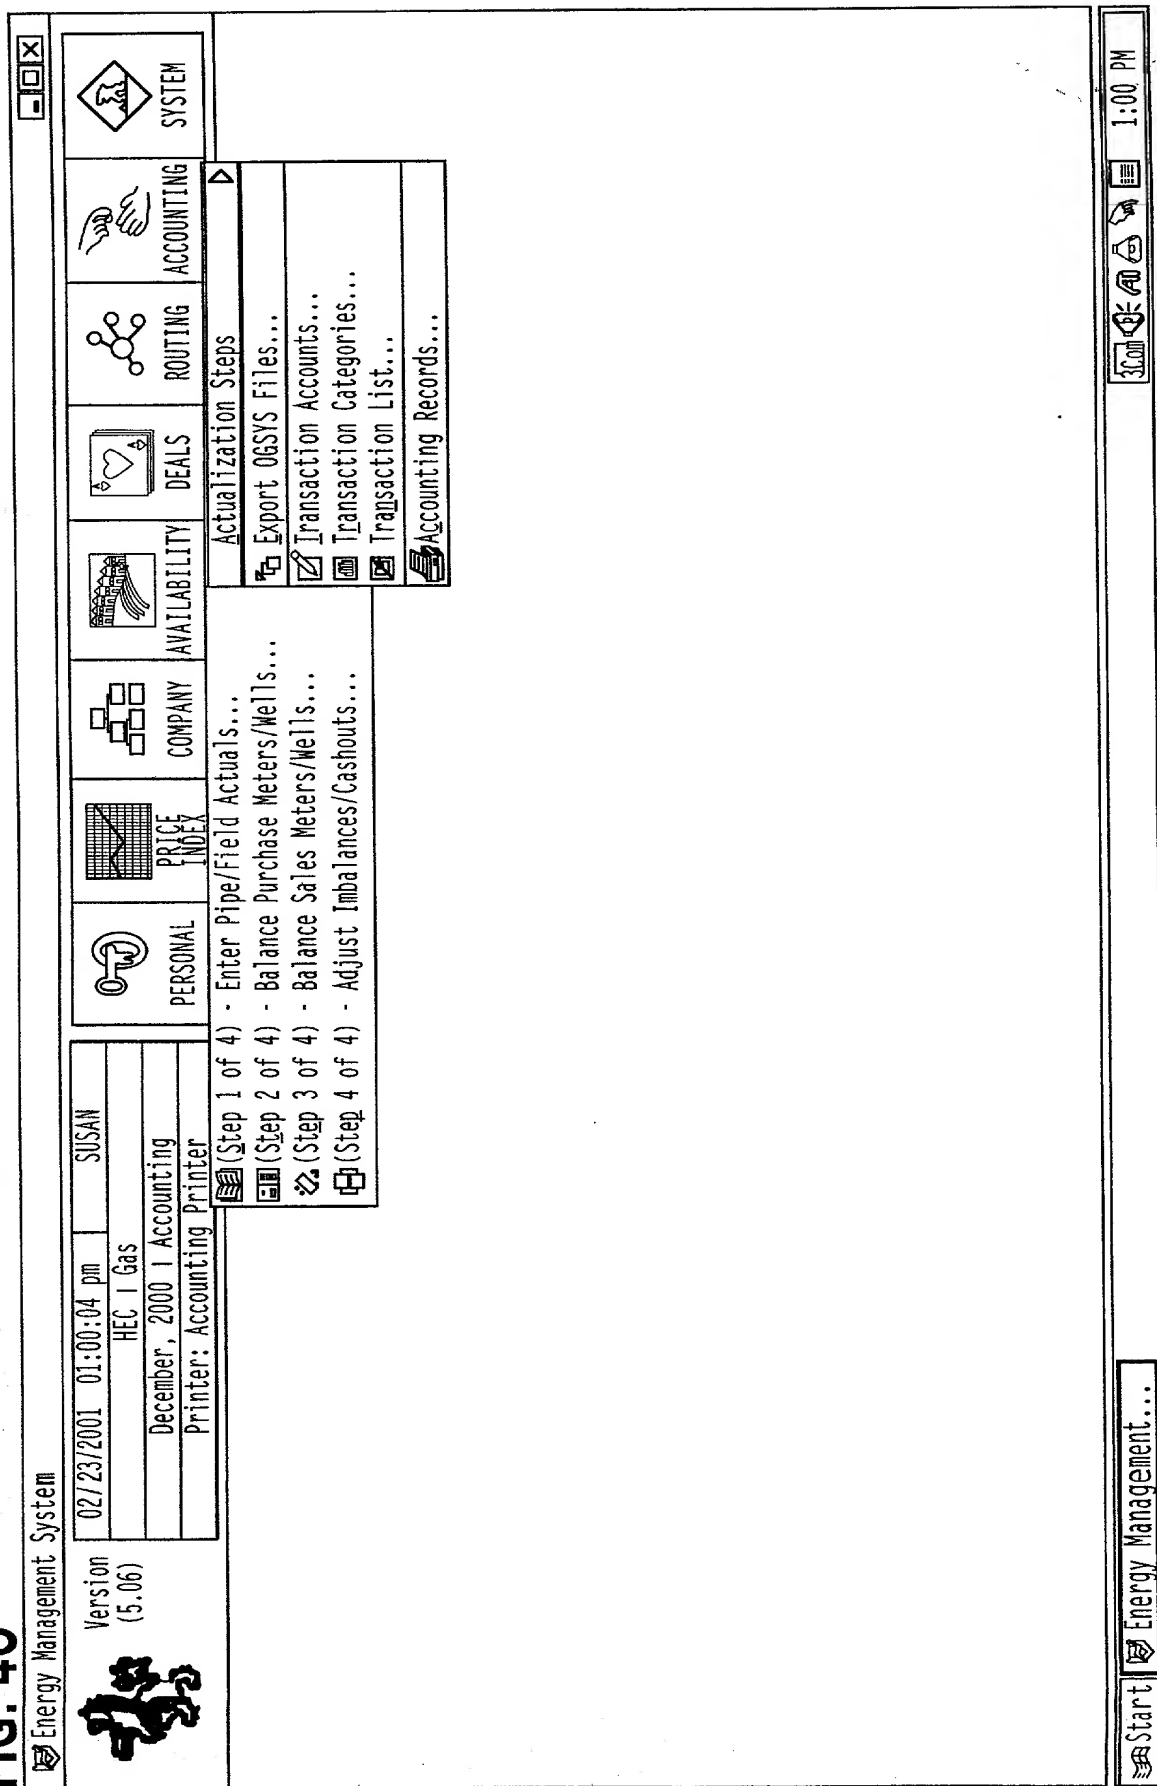 Energy Management System
Version
(5.06)
02/23/2001 01:00:04 pm
SUSAN
HEC | Gas
December, 2000 | Accounting
Printer: Accounting Printer
PERSONAL
PRICE
INDEX
COMPANY
AVAILABILITY
DEALS
ROUTING
ACCOUNTING
SYSTEM
(Step 1 of 4) - Enter Pipe/Field Actuals...
(Step 2 of 4) - Balance Purchase Meters/Wells...
(Step 3 of 4) - Balance Sales Meters/Wells...
(Step 4 of 4) - Adjust Imbalances/Cashouts...
Actualization Steps
Export OGSYS Files...
Transaction Accounts...
Transaction Categories...
Transaction List...
Accounting Records...
Start
Energy Management...
3Com
1:00 PM